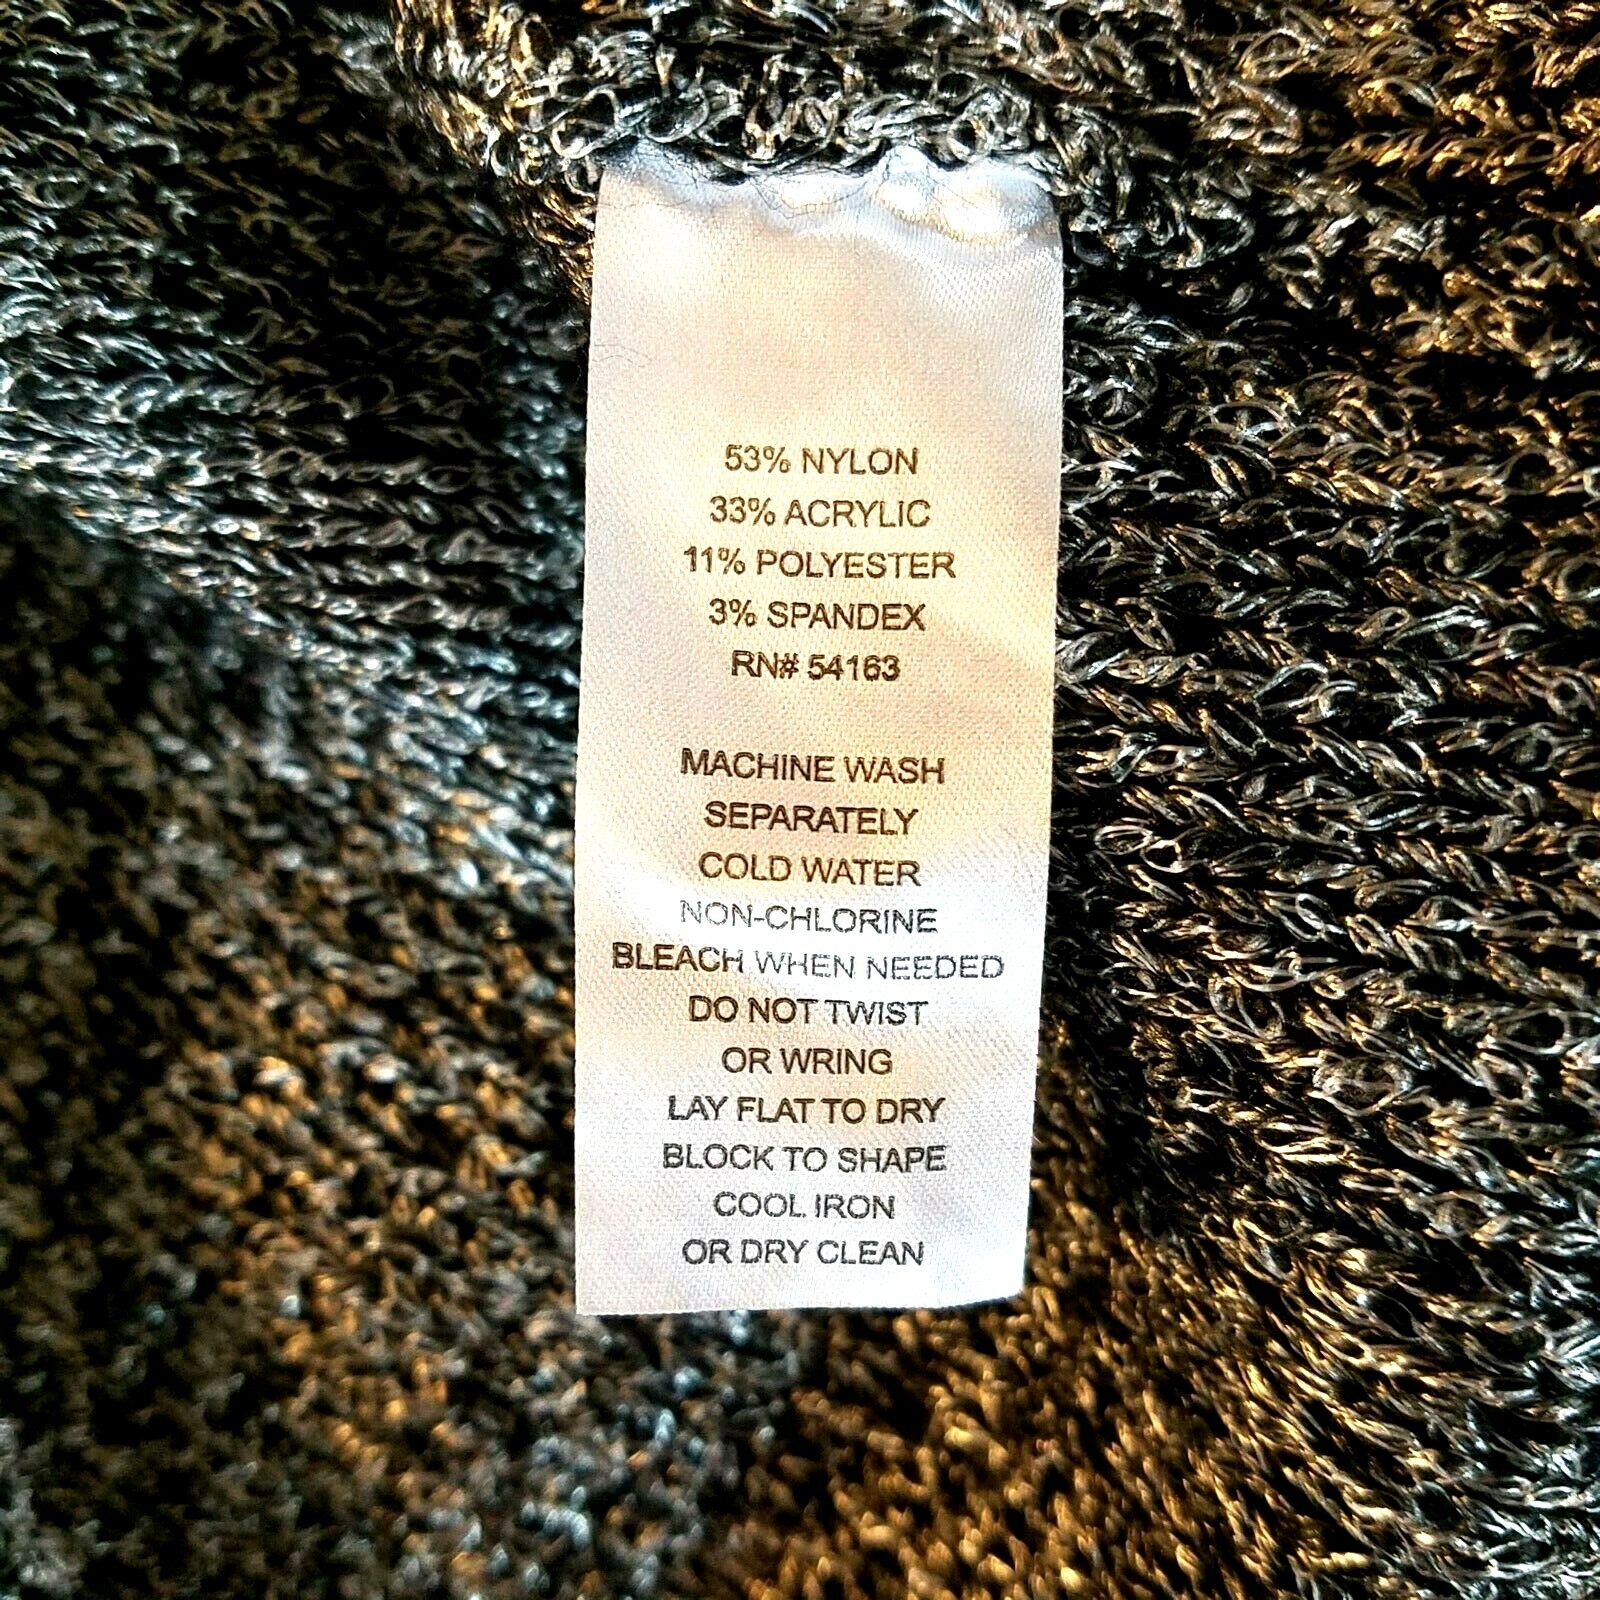 53% NYLON
33% ACRYLIC
11% POLYESTER
3% SPANDEX
RN# 54163
MACHINE WASH
SEPARATELY
COLD WATER
NON-CHLORINE
BLEACH WHEN NEEDED
DO NOT TWIST
OR WRING
LAY FLAT TO DRY
BLOCK TO SHAPE
COOL IRON
OR DRY CLEAN